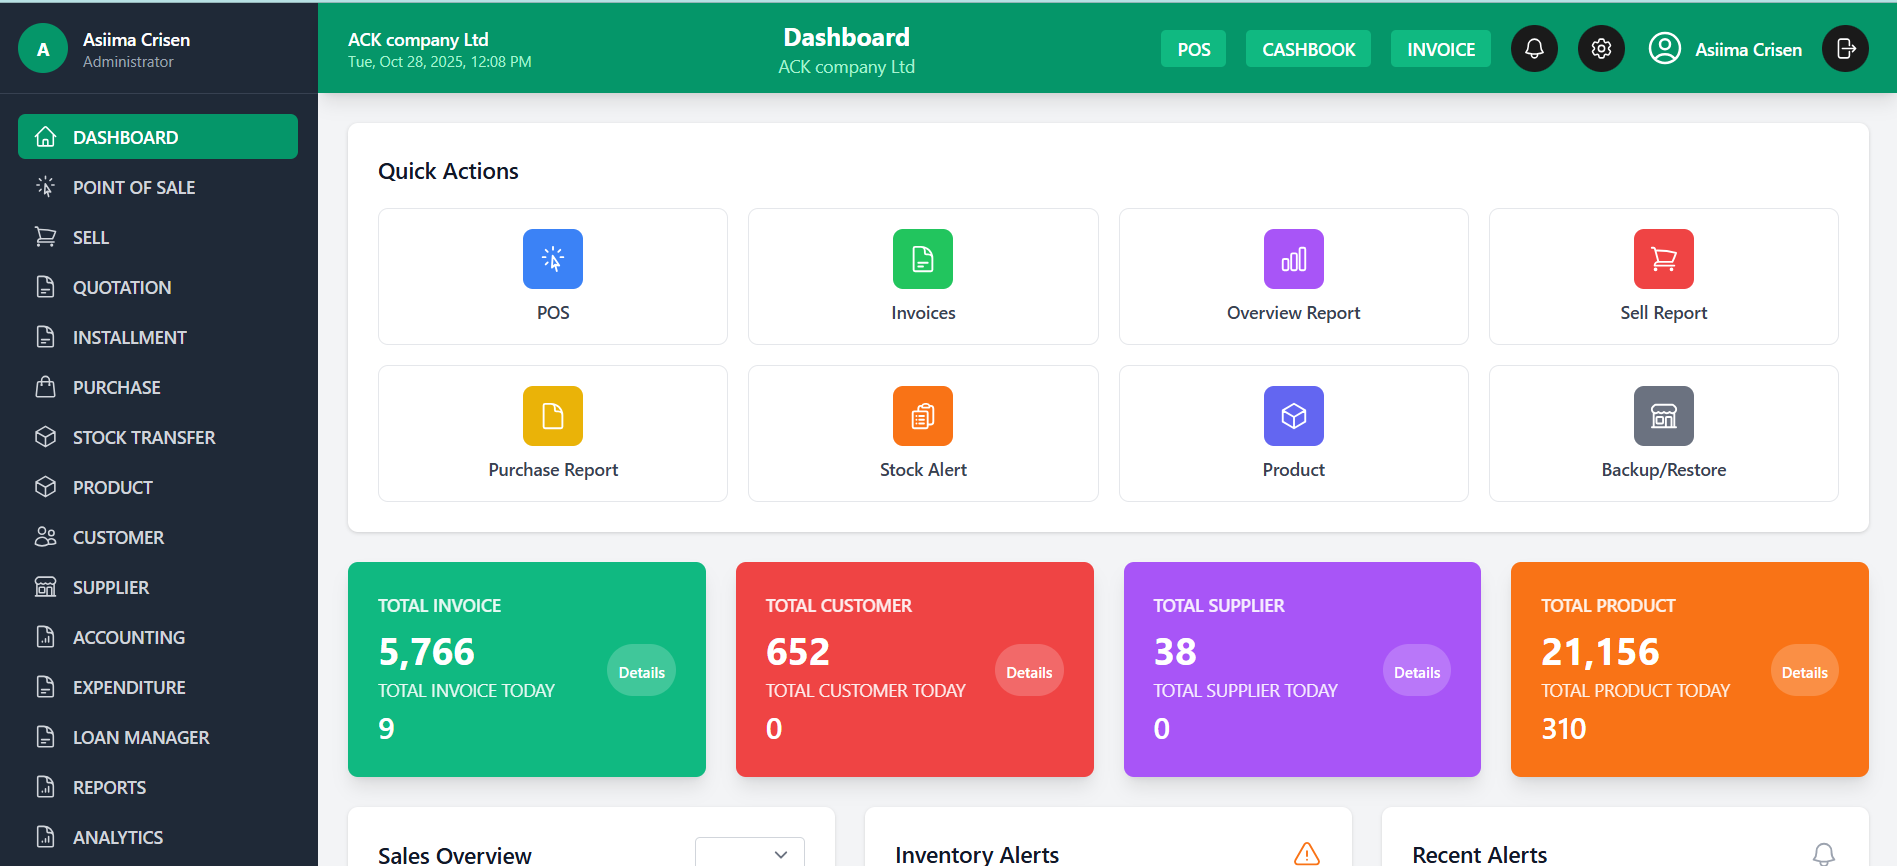 A
Asiima Crisen
Administrator
DASHBOARD
POINT OF SALE
SELL
QUOTATION
INSTALLMENT
PURCHASE
STOCK TRANSFER
PRODUCT
CUSTOMER
SUPPLIER
ACCOUNTING
EXPENDITURE
LOAN MANAGER
REPORTS
ANALYTICS
ACK company Ltd
Tue, Oct 28, 2025, 12:08 PM
Dashboard
ACK company Ltd
POS
CASHBOOK
INVOICE
Asiima Crisen
Quick Actions
POS
Invoices
Overview Report
Sell Report
Purchase Report
Stock Alert
Product
Backup/Restore
TOTAL INVOICE
5,766
TOTAL INVOICE TODAY
9
Details
TOTAL CUSTOMER
652
TOTAL CUSTOMER TODAY
0
Details
TOTAL SUPPLIER
38
TOTAL SUPPLIER TODAY
0
Details
TOTAL PRODUCT
21,156
TOTAL PRODUCT TODAY
310
Details
Sales Overview
Inventory Alerts
Recent Alerts